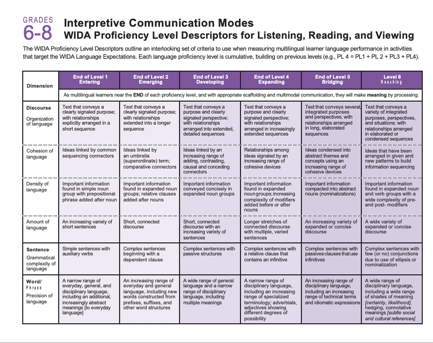 GRADES
6-8
Interpretive Communication Modes
WIDA Proficiency Level Descriptors for Listening, Reading, and Viewing
The WIDA Proficiency Level Descriptors outline an interlocking set of criteria to use when measuring multilingual learner language performance in activities
that target the WIDA Language Expectations. Each language proficiency level is cumulative, building on previous levels (e.g., PL 4 = PL1 + PL 2 + PL3 + PL4).
Dimension
End of Level 1
Entering
End of Level 2
Emerging
End of Level 3
Developing
End of Level 4
Expanding
End of Level 5
Bridging
Level 6
Reaching
As multilingual learners near the END of each proficiency level, and with appropriate scaffolding and multimodal communication, they will make meaning by processing:
Discourse
Organization
of language
Text that conveys a
clearly signaled purpose;
with relationships
explicitly arranged in a
short sequence
Text that conveys a
clearly signaled purpose;
with relationships
extended into a longer
sequence
Text that conveys a
purpose and clearly
signaled perspective; with
relationships
arranged into extended,
detailed sequences
Text that conveys a
purpose and clearly
signaled perspective;
with relationships
arranged in increasingly
extended sequences
Text that conveys several,
integrated purposes
and perspectives; with
relationships arranged
in long, elaborated
sequences
Text that conveys a
variety of integrated
purposes, perspectives,
and situations; with
relationships arranged
in elaborated or
condensed sequences
Cohesion of
language
Ideas linked by common
sequencing connectors
Ideas linked by
an umbrella
(superordinate) term;
comparative connectors
Ideas linked by an
increasing range of
adding, contrasting,
causal and conceding
connectors
Relationships among
ideas signaled by an
increasing range of
cohesive devices
Ideas condensed into
abstract themes and
concepts using an
increasing range of
cohesive devices
Ideas that have been
arranged in given and
new patterns to build
information sequencing
Density of
language
Important information
found in simple noun
group with prepositional
phrase added after noun
Important information
found in expanded noun
groups; relative clauses
added after nouns
Important information
conveyed concisely in
expanded noun groups
Important information
found in expanded
noun groups; increasing
complexity of modifiers
added before or after
nouns
Important information
compacted into abstract
nouns (nominalizations)
Important information
found in expanded noun
and verb groups with a
wide complexity of pre-
and post- modifiers
Amount of
language
An increasing variety of
short sentences
Short, connected
discourse
Short, connected
discourse with an
increasing variety of
sentences
Longer stretches of
connected discourse
with multiple, varied
sentences
An increasing variety of
expanded or concise
discourse
A wide variety of
expanded or concise
discourse
Sentence
Grammatical
complexity of
language
Simple sentences with
auxiliary verbs
Complex sentences
beginning with a
dependent clause
Complex sentences with
passive structures
Complex sentences with
a relative clause that
contains an infinitive
Complex sentences with
passive clauses that use
infinitive
Complex sentences with
few (or no) conjunctions
due to use of ellipsis or
nominalization
Word/
Phrase
Precision of
language
A narrow range of
everyday, general, and
disciplinary language,
including an additional,
increasingly abstract
meanings [to everyday
language]
An increasing range of
everyday and general
language, including new
words constructed from
prefixes, suffixes, and
other word structures
A wide range of general
language and a narrow
range of disciplinary
language, including
multiple meanings
A narrow range of
disciplinary language,
including an increasing
range of specialized
terminology; adverbials,
adjectives showing
different degrees of
possibility
An increasing range of
disciplinary language,
including an increasing
range of technical terms
and idiomatic expressions
A wide range of
disciplinary language,
including a wide range
of shades of meaning
[certainty, likelihood],
hedging, connotative
meanings [subtle social
and cultural references]